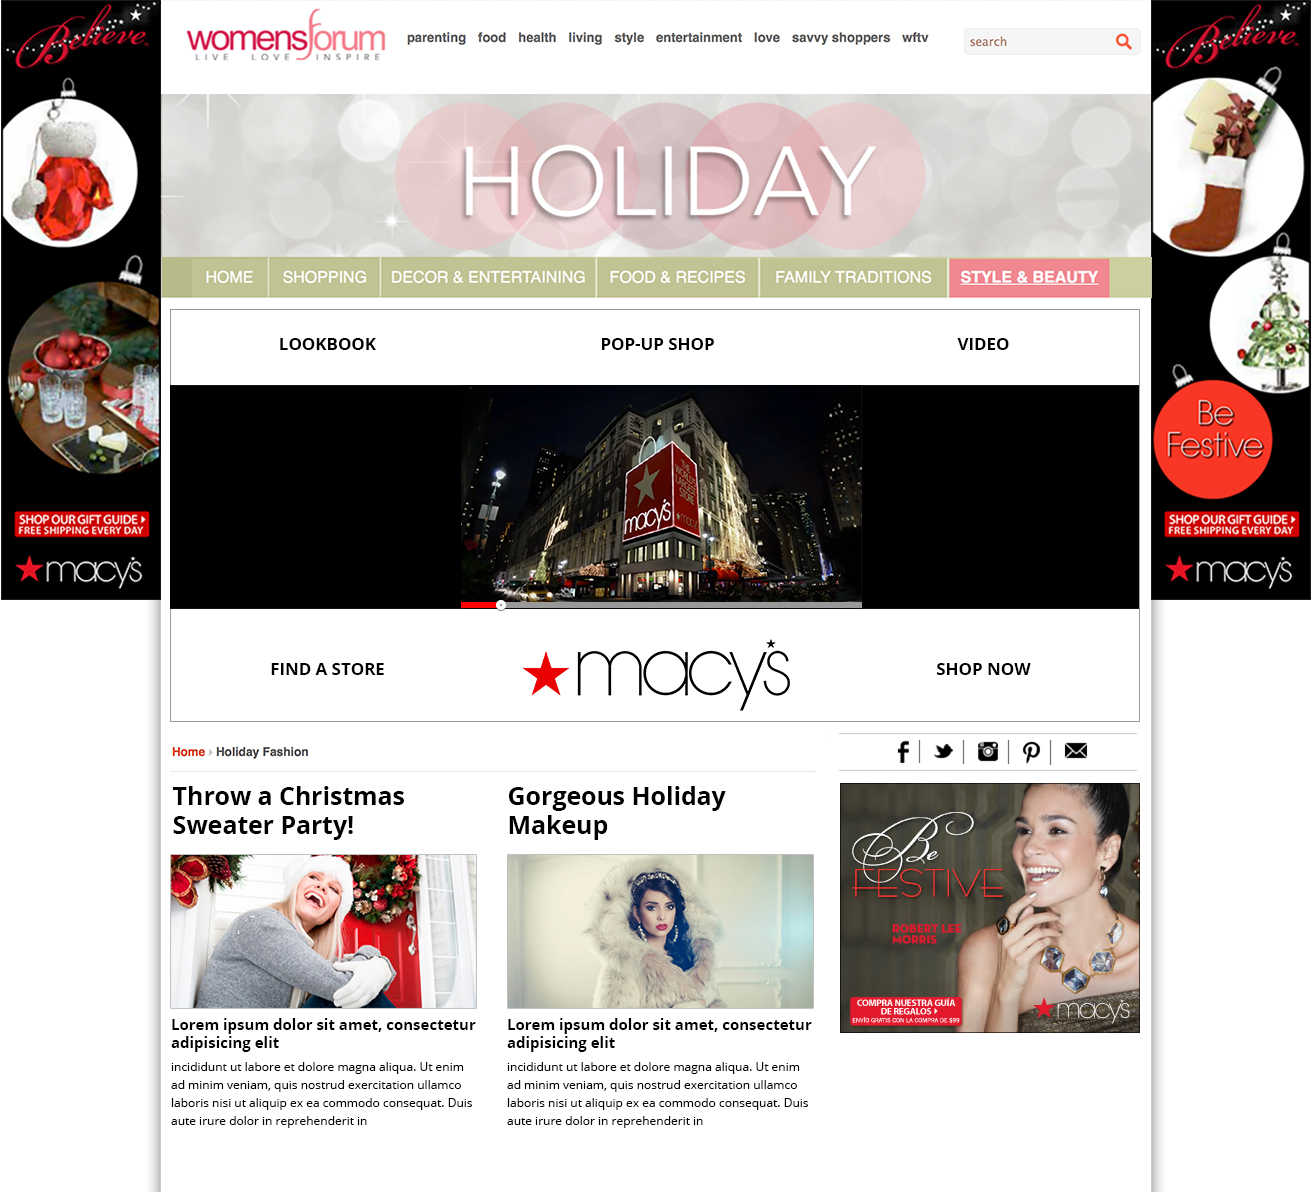 Believe
womensforum
LIVE LOVE INSPIRE
parenting food health living style entertainment love savvy shoppers wftv
search
Believe
HOLIDAY
HOME SHOPPING DECOR & ENTERTAINING FOOD & RECIPES FAMILY TRADITIONS STYLE & BEAUTY
LOOKBOOK POP-UP SHOP VIDEO
Believe
THE WORLD'S LARGEST STORE
macy's
macy's
Be
Festive
SHOP OUR GIFT GUIDE
FREE SHIPPING EVERY DAY
macy's
SHOP OUR GIFT GUIDE
FREE SHIPPING EVERY DAY
macy's
FIND A STORE macy's SHOP NOW
Home Holiday Fashion
Throw a Christmas
Sweater Party!
Lorem ipsum dolor sit amet, consectetur
adipisicing elit
incididunt ut labore et dolore magna aliqua. Ut enim
ad minim veniam, quis nostrud exercitation ullamco
laboris nisi ut aliquip ex ea commodo consequat. Duis
aute irure dolor in reprehenderit in
Gorgeous Holiday
Makeup
Lorem ipsum dolor sit amet, consectetur
adipisicing elit
incididunt ut labore et dolore magna aliqua. Ut enim
ad minim veniam, quis nostrud exercitation ullamco
laboris nisi ut aliquip ex ea commodo consequat. Duis
aute irure dolor in reprehenderit in
Be
FESTIVE
ROBERT LEE
MORRIS
COMPRA NUESTRA GUÍA
DE REGALOS
ENVÍO GRATIS CON LA COMPRA DE $99
macy's